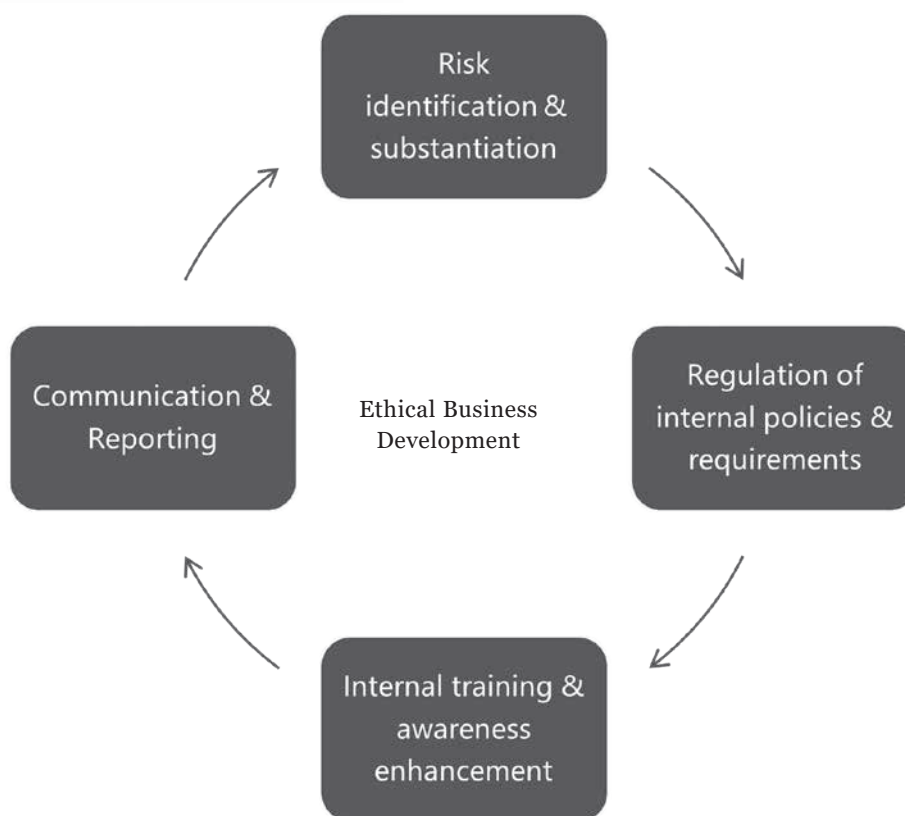 Risk
identification &
substantiation
Communication &
Reporting
Ethical Business
Development
Regulation of
internal policies &
requirements
Internal training &
awareness
enhancement